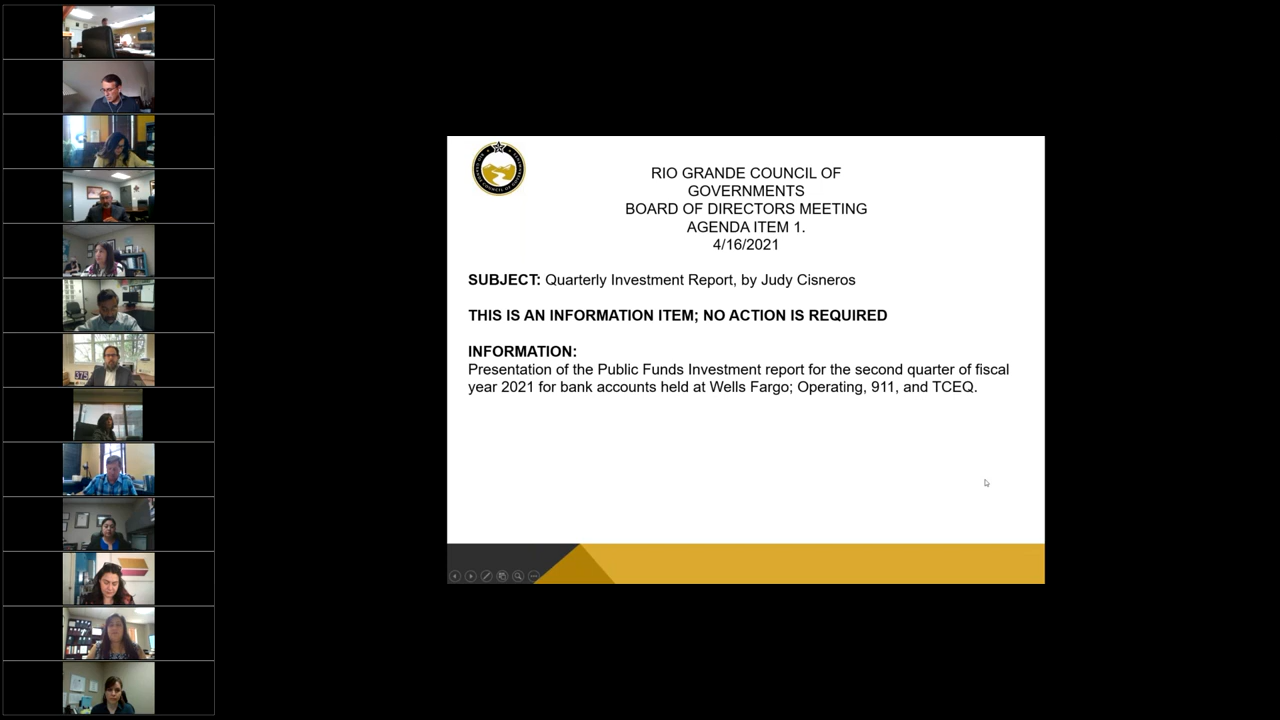 RIO GRANDE COUNCIL OF
GOVERNMENTS
BOARD OF DIRECTORS MEETING
AGENDA ITEM 1.
4/16/2021
SUBJECT: Quarterly Investment Report, by Judy Cisneros
THIS IS AN INFORMATION ITEM; NO ACTION IS REQUIRED
INFORMATION:
Presentation of the Public Funds Investment report for the second quarter of fiscal
year 2021 for bank accounts held at Wells Fargo; Operating, 911, and TCEQ.
375